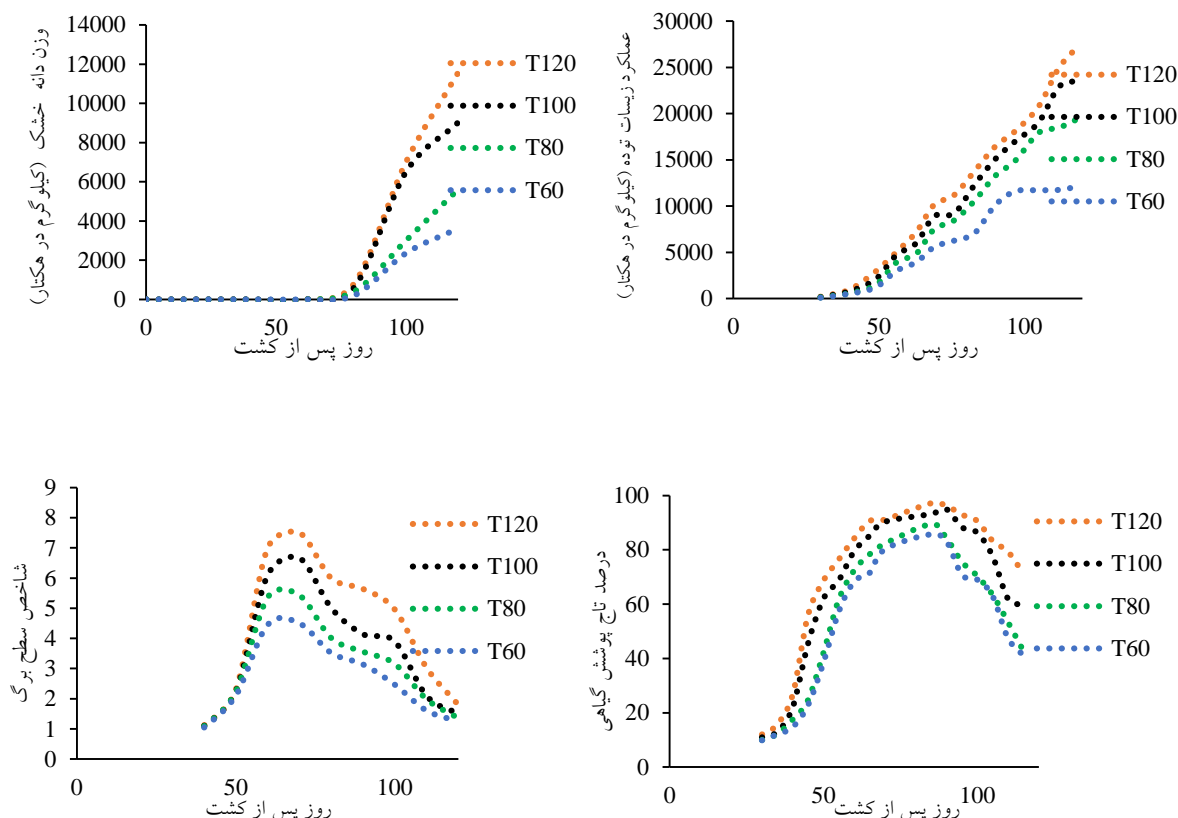 وزن دانه خشک (کیلوگرم در هکتار)
14000
12000
10000
8000
6000
4000
2000
0
0
50
100
روز پس از کشت
T120
T100
T80
T60
عملکرد زیسات توده (کیلوگرم در هکتار)
30000
25000
20000
15000
10000
5000
0
0
50
100
روز پس از کشت
T120
T100
T80
T60
شاخص سطح برگ
9
8
7
6
5
4
3
2
1
0
0
50
100
روز پس از کشت
T120
T100
T80
T60
درصد تاج پوشش گیاهی
100
80
60
40
20
0
0
50
100
روز پس از کشت
T120
T100
T80
T60